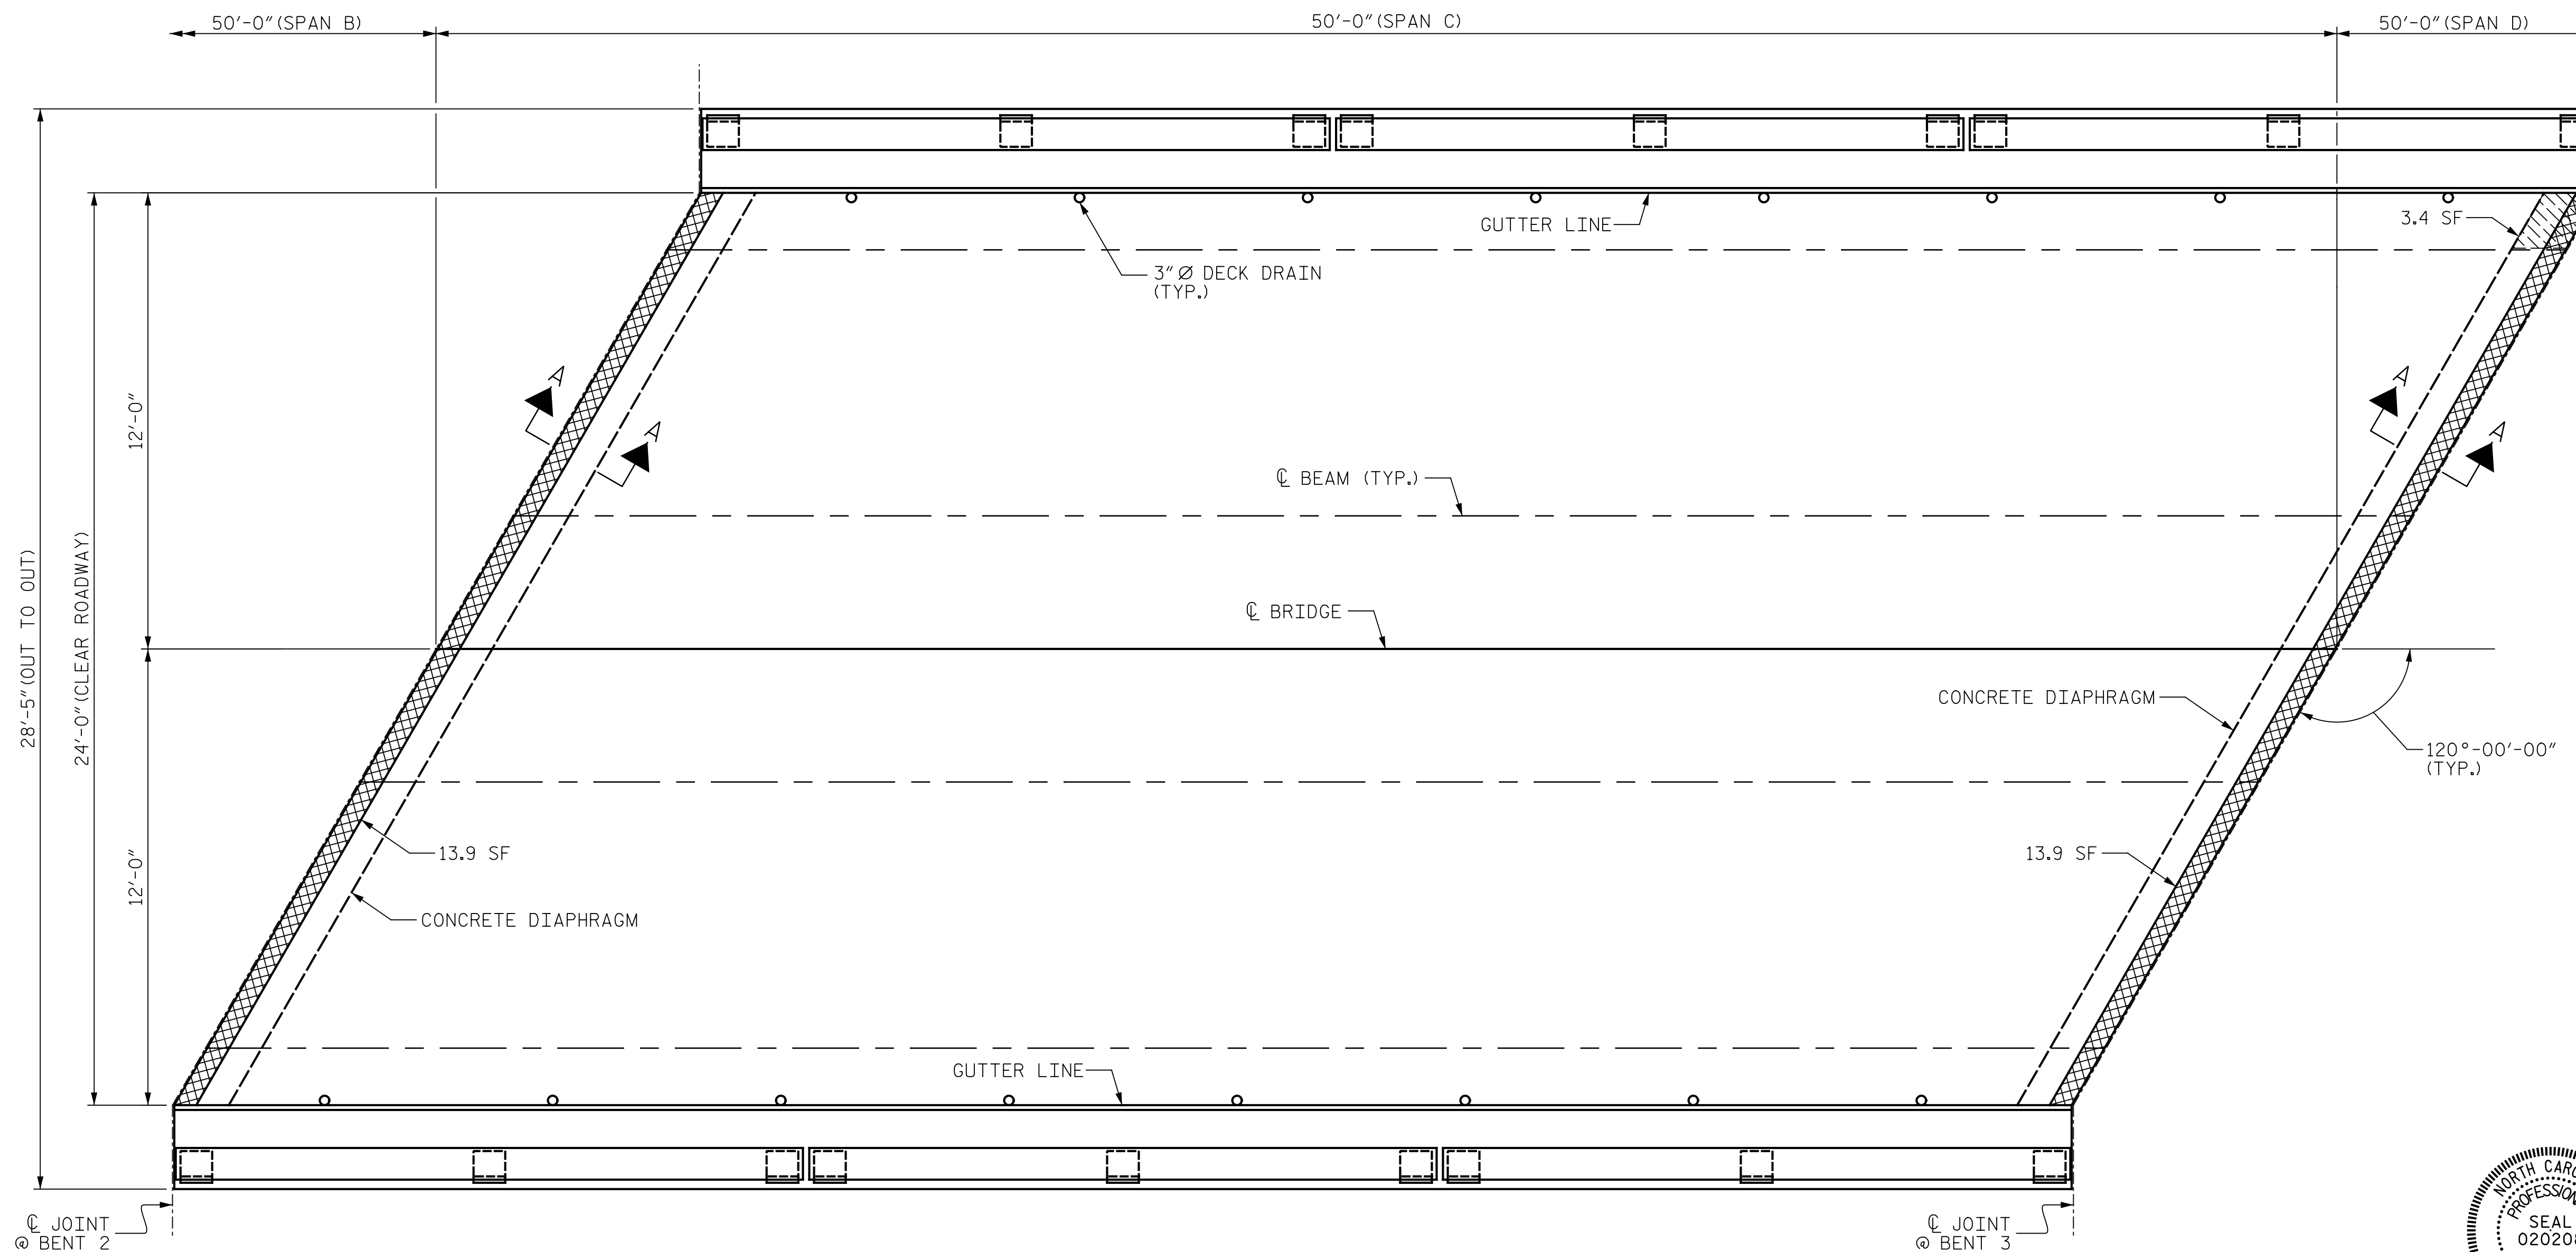 50'-0" (SPAN B)
50'-0" (SPAN C)
50'-0" (SPAN D)
28'-5" (OUT TO OUT)
24'-0" (CLEAR ROADWAY)
12'-0"
12'-0"
GUTTER LINE
3.4 SF
3" Ø DECK DRAIN
(TYP.)
A
A
A
A
℄ BEAM (TYP.)
℄ BRIDGE
CONCRETE DIAPHRAGM
120°-00'-00"
(TYP.)
13.9 SF
13.9 SF
CONCRETE DIAPHRAGM
GUTTER LINE
℄ JOINT
@ BENT 2
℄ JOINT
@ BENT 3
NORTH
SEAL